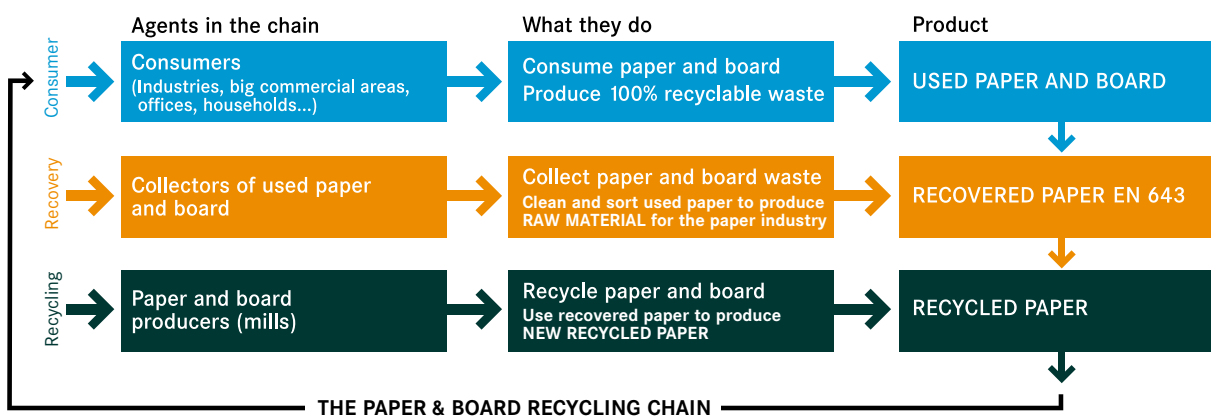 Agents in the chain
What they do
Product
Consumer
Consumers
(Industries, big commercial areas,
offices, households...)
Consume paper and board
Produce 100% recyclable waste
USED PAPER AND BOARD
Recovery
Collectors of used paper
and board
Collect paper and board waste
Clean and sort used paper to produce
RAW MATERIAL for the paper industry
RECOVERED PAPER EN 643
Recycling
Paper and board
producers (mills)
Recycle paper and board
Use recovered paper to produce
NEW RECYCLED PAPER
RECYCLED PAPER
THE PAPER & BOARD RECYCLING CHAIN